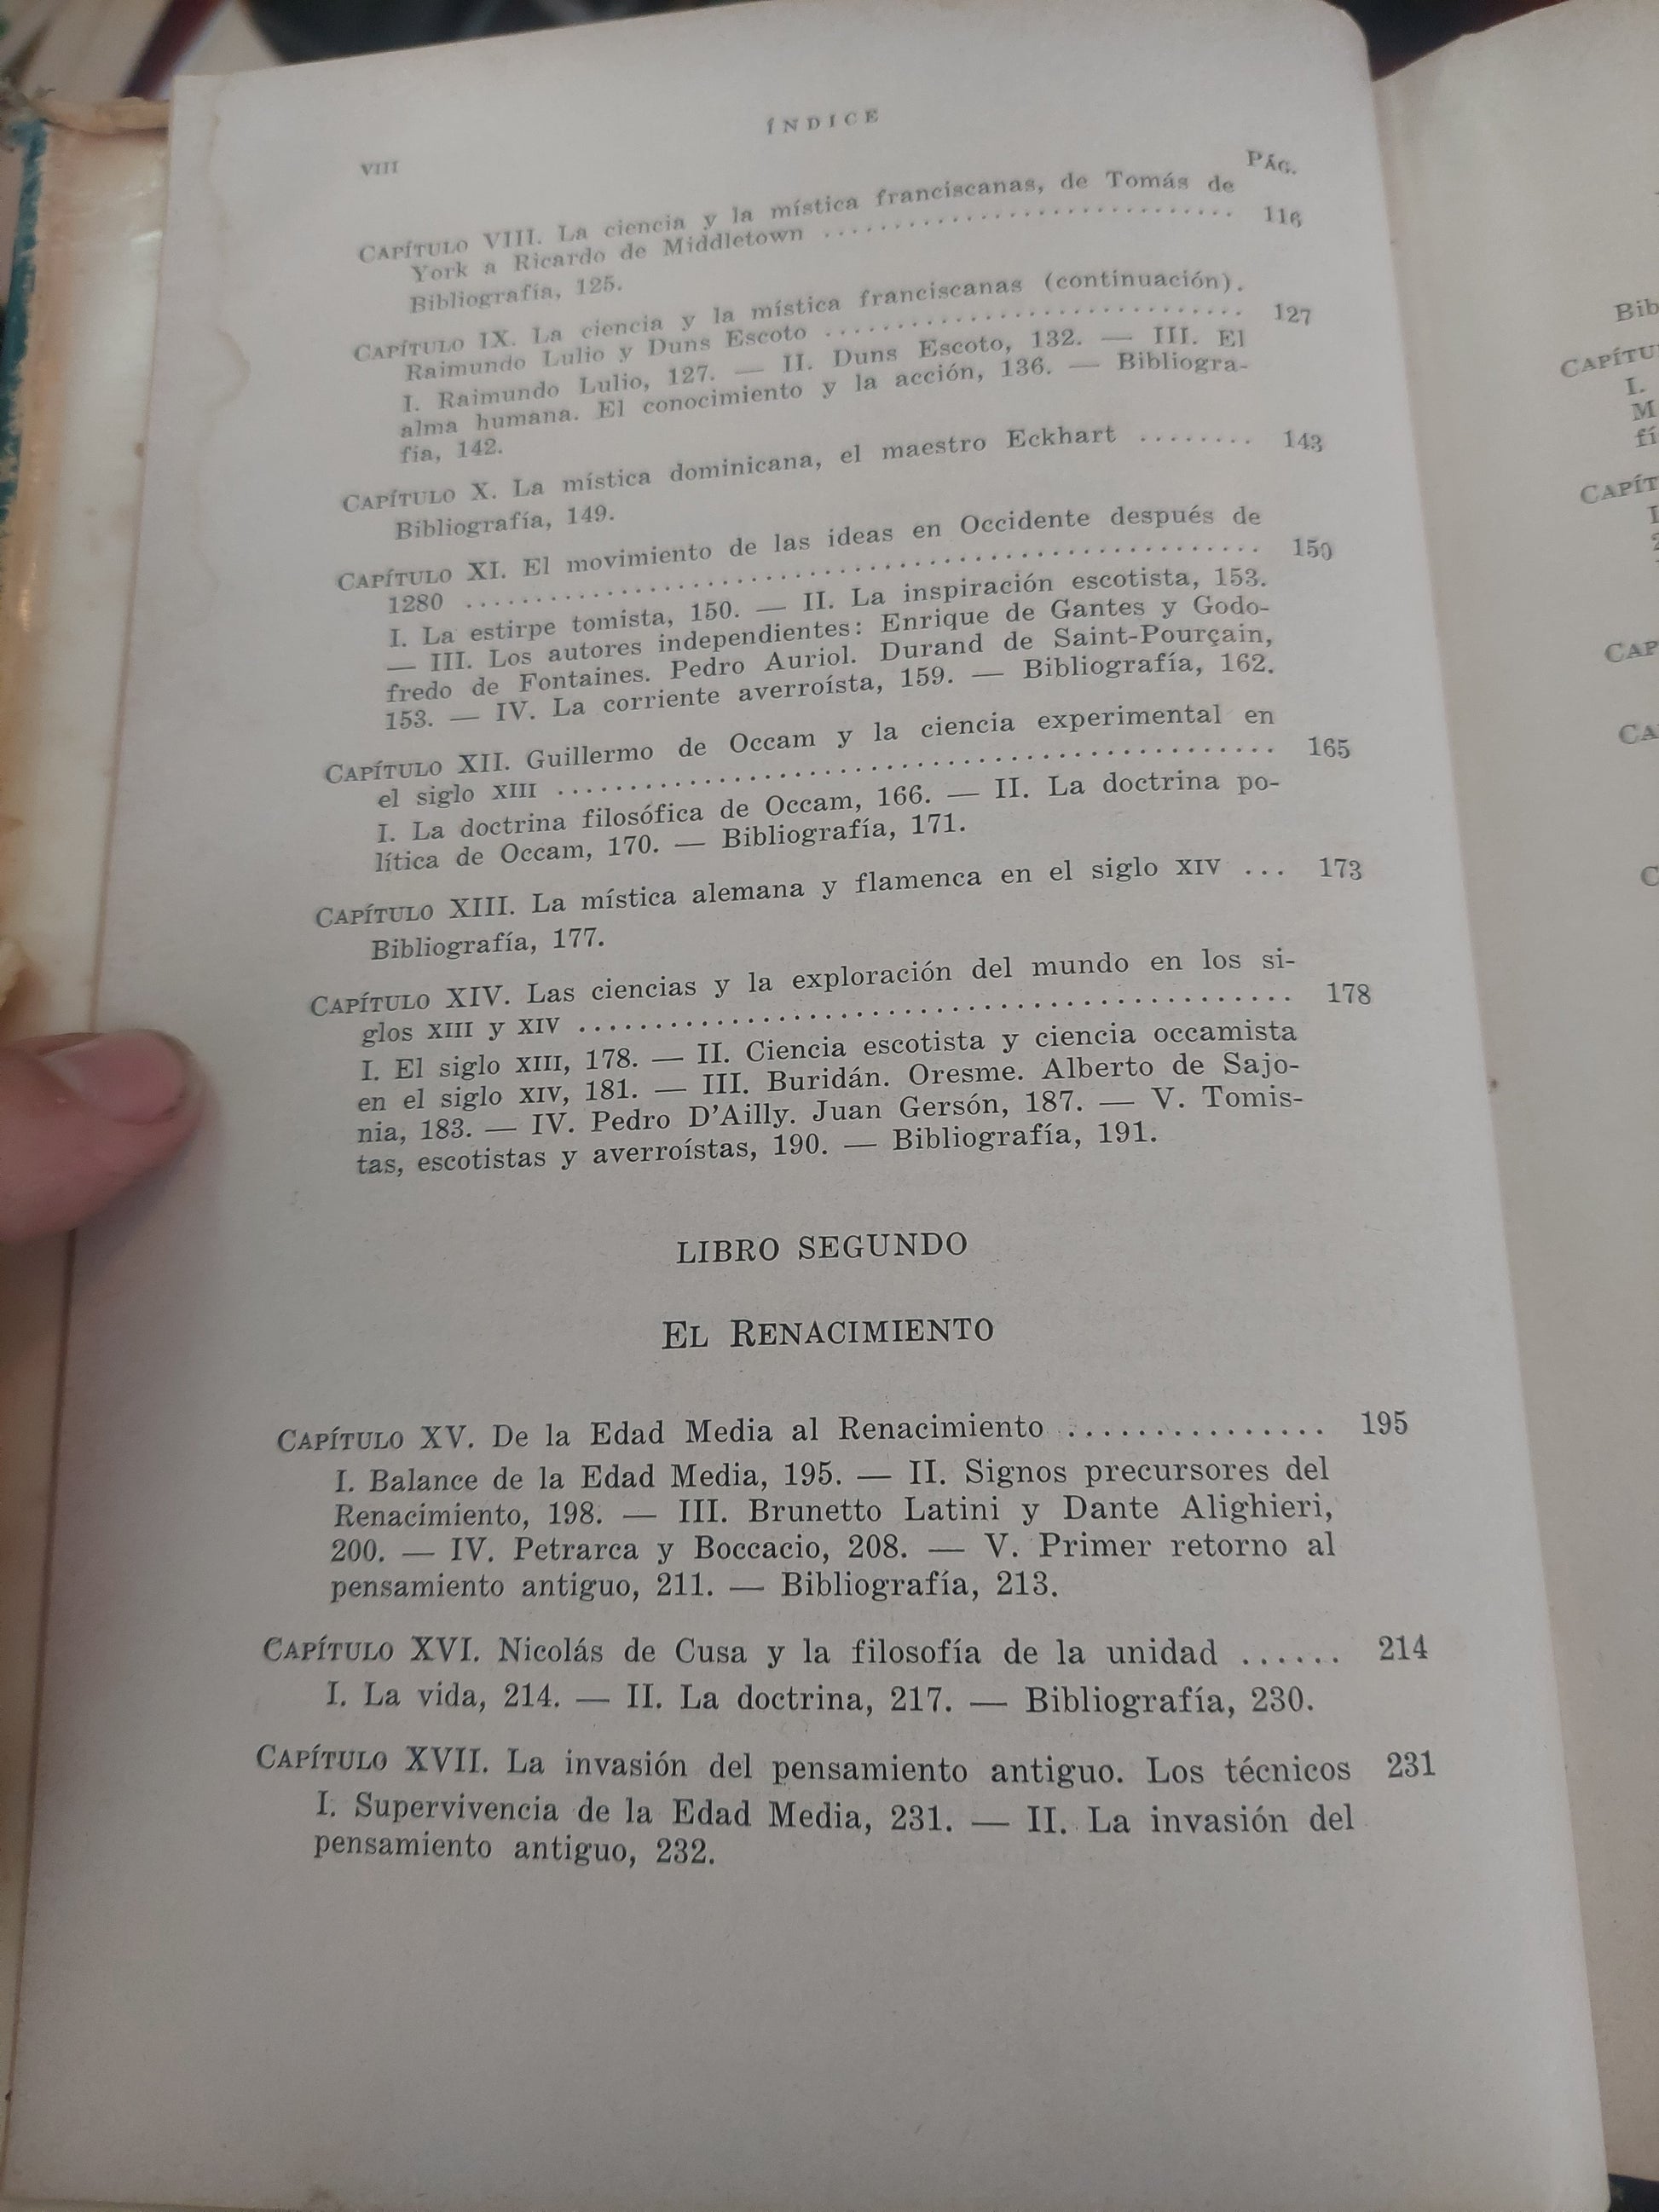 ÍNDICE
VIII
PÁG.
CAPÍTULO VIII. La ciencia y la mística franciscanas, de Tomás de
York a Ricardo de Middletown .............................. 116
Bibliografía, 125.
CAPÍTULO IX. La ciencia y la mística franciscanas (continuación).
Raimundo Lulio y Duns Escoto .............................. 127
I. Raimundo Lulio, 127. — II. Duns Escoto, 132. — III. El
alma humana. El conocimiento y la acción, 136. — Bibliogra-
fía, 142.
CAPÍTULO X. La mística dominicana, el maestro Eckhart ........ 143
Bibliografía, 149.
CAPÍTULO XI. El movimiento de las ideas en Occidente después de
1280 .................................................... 150
I. La estirpe tomista, 150. — II. La inspiración escotista, 153.
— III. Los autores independientes: Enrique de Gantes y Godo-
fredo de Fontaines. Pedro Auriol. Durand de Saint-Pourçain,
153. — IV. La corriente averroísta, 159. — Bibliografía, 162.
CAPÍTULO XII. Guillermo de Occam y la ciencia experimental en
el siglo XIII .............................................. 165
I. La doctrina filosófica de Occam, 166. — II. La doctrina po-
lítica de Occam, 170. — Bibliografía, 171.
CAPÍTULO XIII. La mística alemana y flamenca en el siglo XIV ... 173
Bibliografía, 177.
CAPÍTULO XIV. Las ciencias y la exploración del mundo en los si-
glos XIII y XIV ............................................ 178
I. El siglo XIII, 178. — II. Ciencia escotista y ciencia occamista
en el siglo XIV, 181. — III. Buridán. Oresme. Alberto de Sajo-
nia, 183. — IV. Pedro D'Ailly. Juan Gersón, 187. — V. Tomis-
tas, escotistas y averroístas, 190. — Bibliografía, 191.
LIBRO SEGUNDO
EL RENACIMIENTO
CAPÍTULO XV. De la Edad Media al Renacimiento ............... 195
I. Balance de la Edad Media, 195. — II. Signos precursores del
Renacimiento, 198. — III. Brunetto Latini y Dante Alighieri,
200. — IV. Petrarca y Boccacio, 208. — V. Primer retorno al
pensamiento antiguo, 211. — Bibliografía, 213.
CAPÍTULO XVI. Nicolás de Cusa y la filosofía de la unidad ...... 214
I. La vida, 214. — II. La doctrina, 217. — Bibliografía, 230.
CAPÍTULO XVII. La invasión del pensamiento antiguo. Los técnicos 231
I. Supervivencia de la Edad Media, 231. — II. La invasión del
pensamiento antiguo, 232.